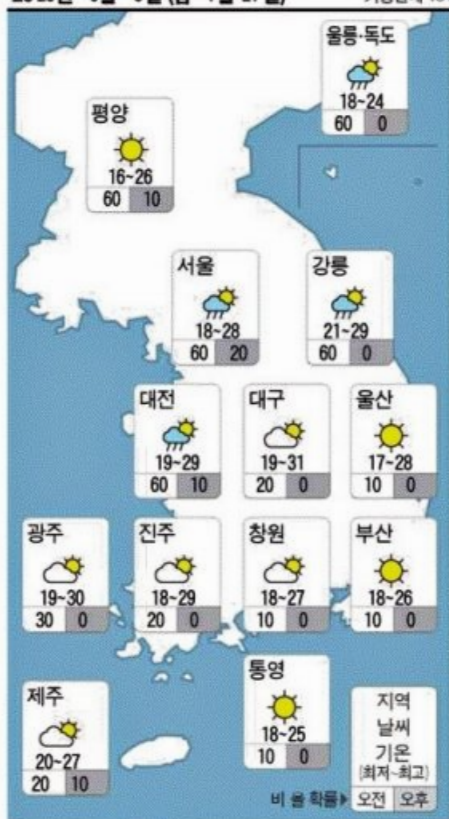 울릉·독도
18~24
60 0
평양
16~26
60 10
서울
18~28
60 20
강릉
21~29
60 0
대전
19~29
60 10
대구
19~31
20 0
울산
17~28
10 0
광주
19~30
30 0
진주
18~29
20 0
창원
18~27
10 0
부산
18~26
10 0
제주
20~27
20 10
통영
18~25
10 0
지역
날씨
기온
(최저~최고)
비 올 확률▶ 오전 오후